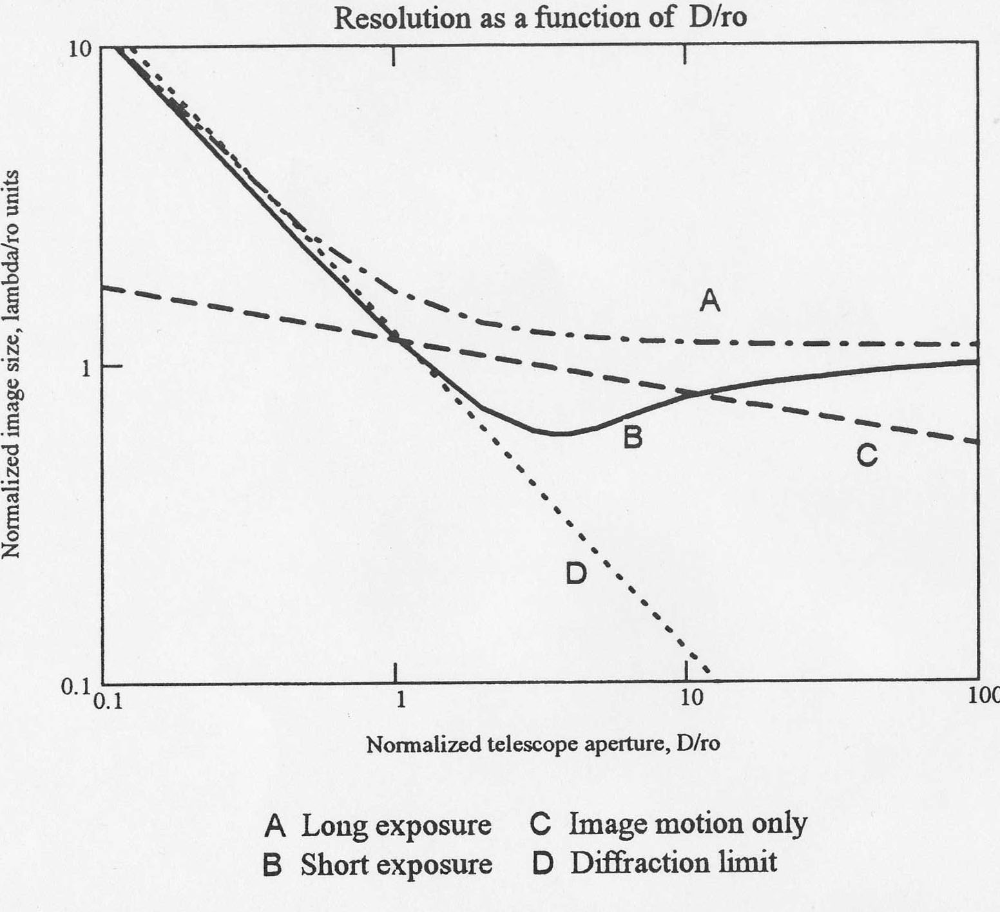 Resolution as a function of D/ro
10
1
0.1
Normalized image size, lambda/ro units
A
B
C
D
0.1
1
10
100
Normalized telescope aperture, D/ro
A Long exposure C Image motion only
B Short exposure D Diffraction limit